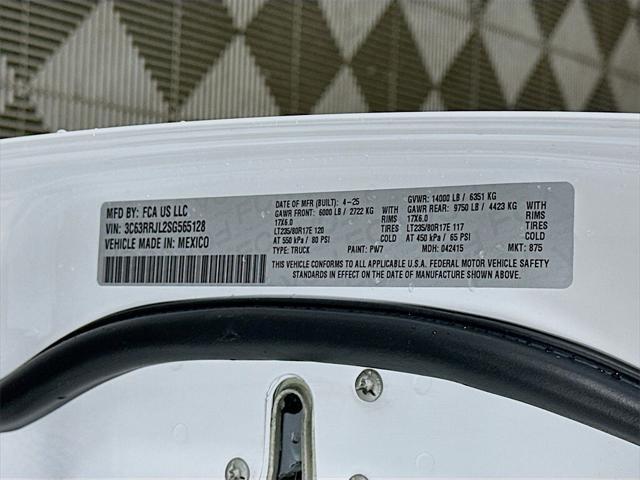 MFD BY: FCA US LLC
VIN: 3C63RRJL2SG565128
VEHICLE MADE IN: MEXICO
DATE OF MFR (BUILT): 4-25
GAWR FRONT: 6000 LB / 2722 KG WITH
17X6.0 RIMS
LT235/80R17E 120 TIRES
AT 550 kPa / 80 PSI COLD
TYPE: TRUCK PAINT: PW7
GVWR: 14000 LB / 6351 KG
GAWR REAR: 9750 LB / 4423 KG WITH
17X6.0 RIMS
LT235/80R17E 117 TIRES
AT 450 kPa / 65 PSI COLD
MDH: 042415 MKT: 875
THIS VEHICLE CONFORMS TO ALL APPLICABLE U.S.A. FEDERAL MOTOR VEHICLE SAFETY
STANDARDS IN EFFECT ON THE DATE OF MANUFACTURE SHOWN ABOVE.